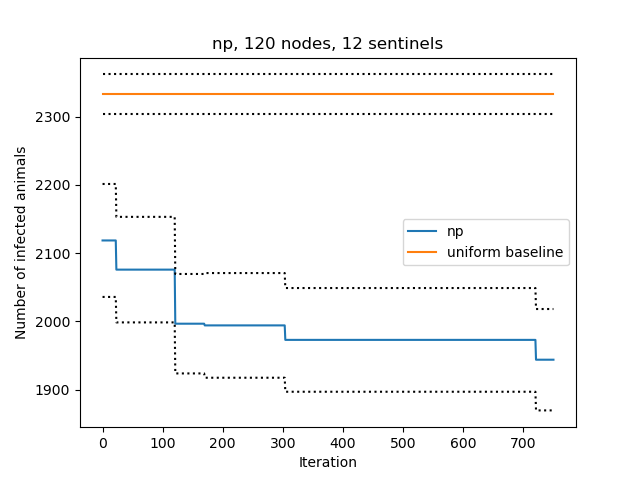 np, 120 nodes, 12 sentinels
Number of infected animals
2300
2200
2100
2000
1900
np
uniform baseline
0 100 200 300 400 500 600 700
Iteration